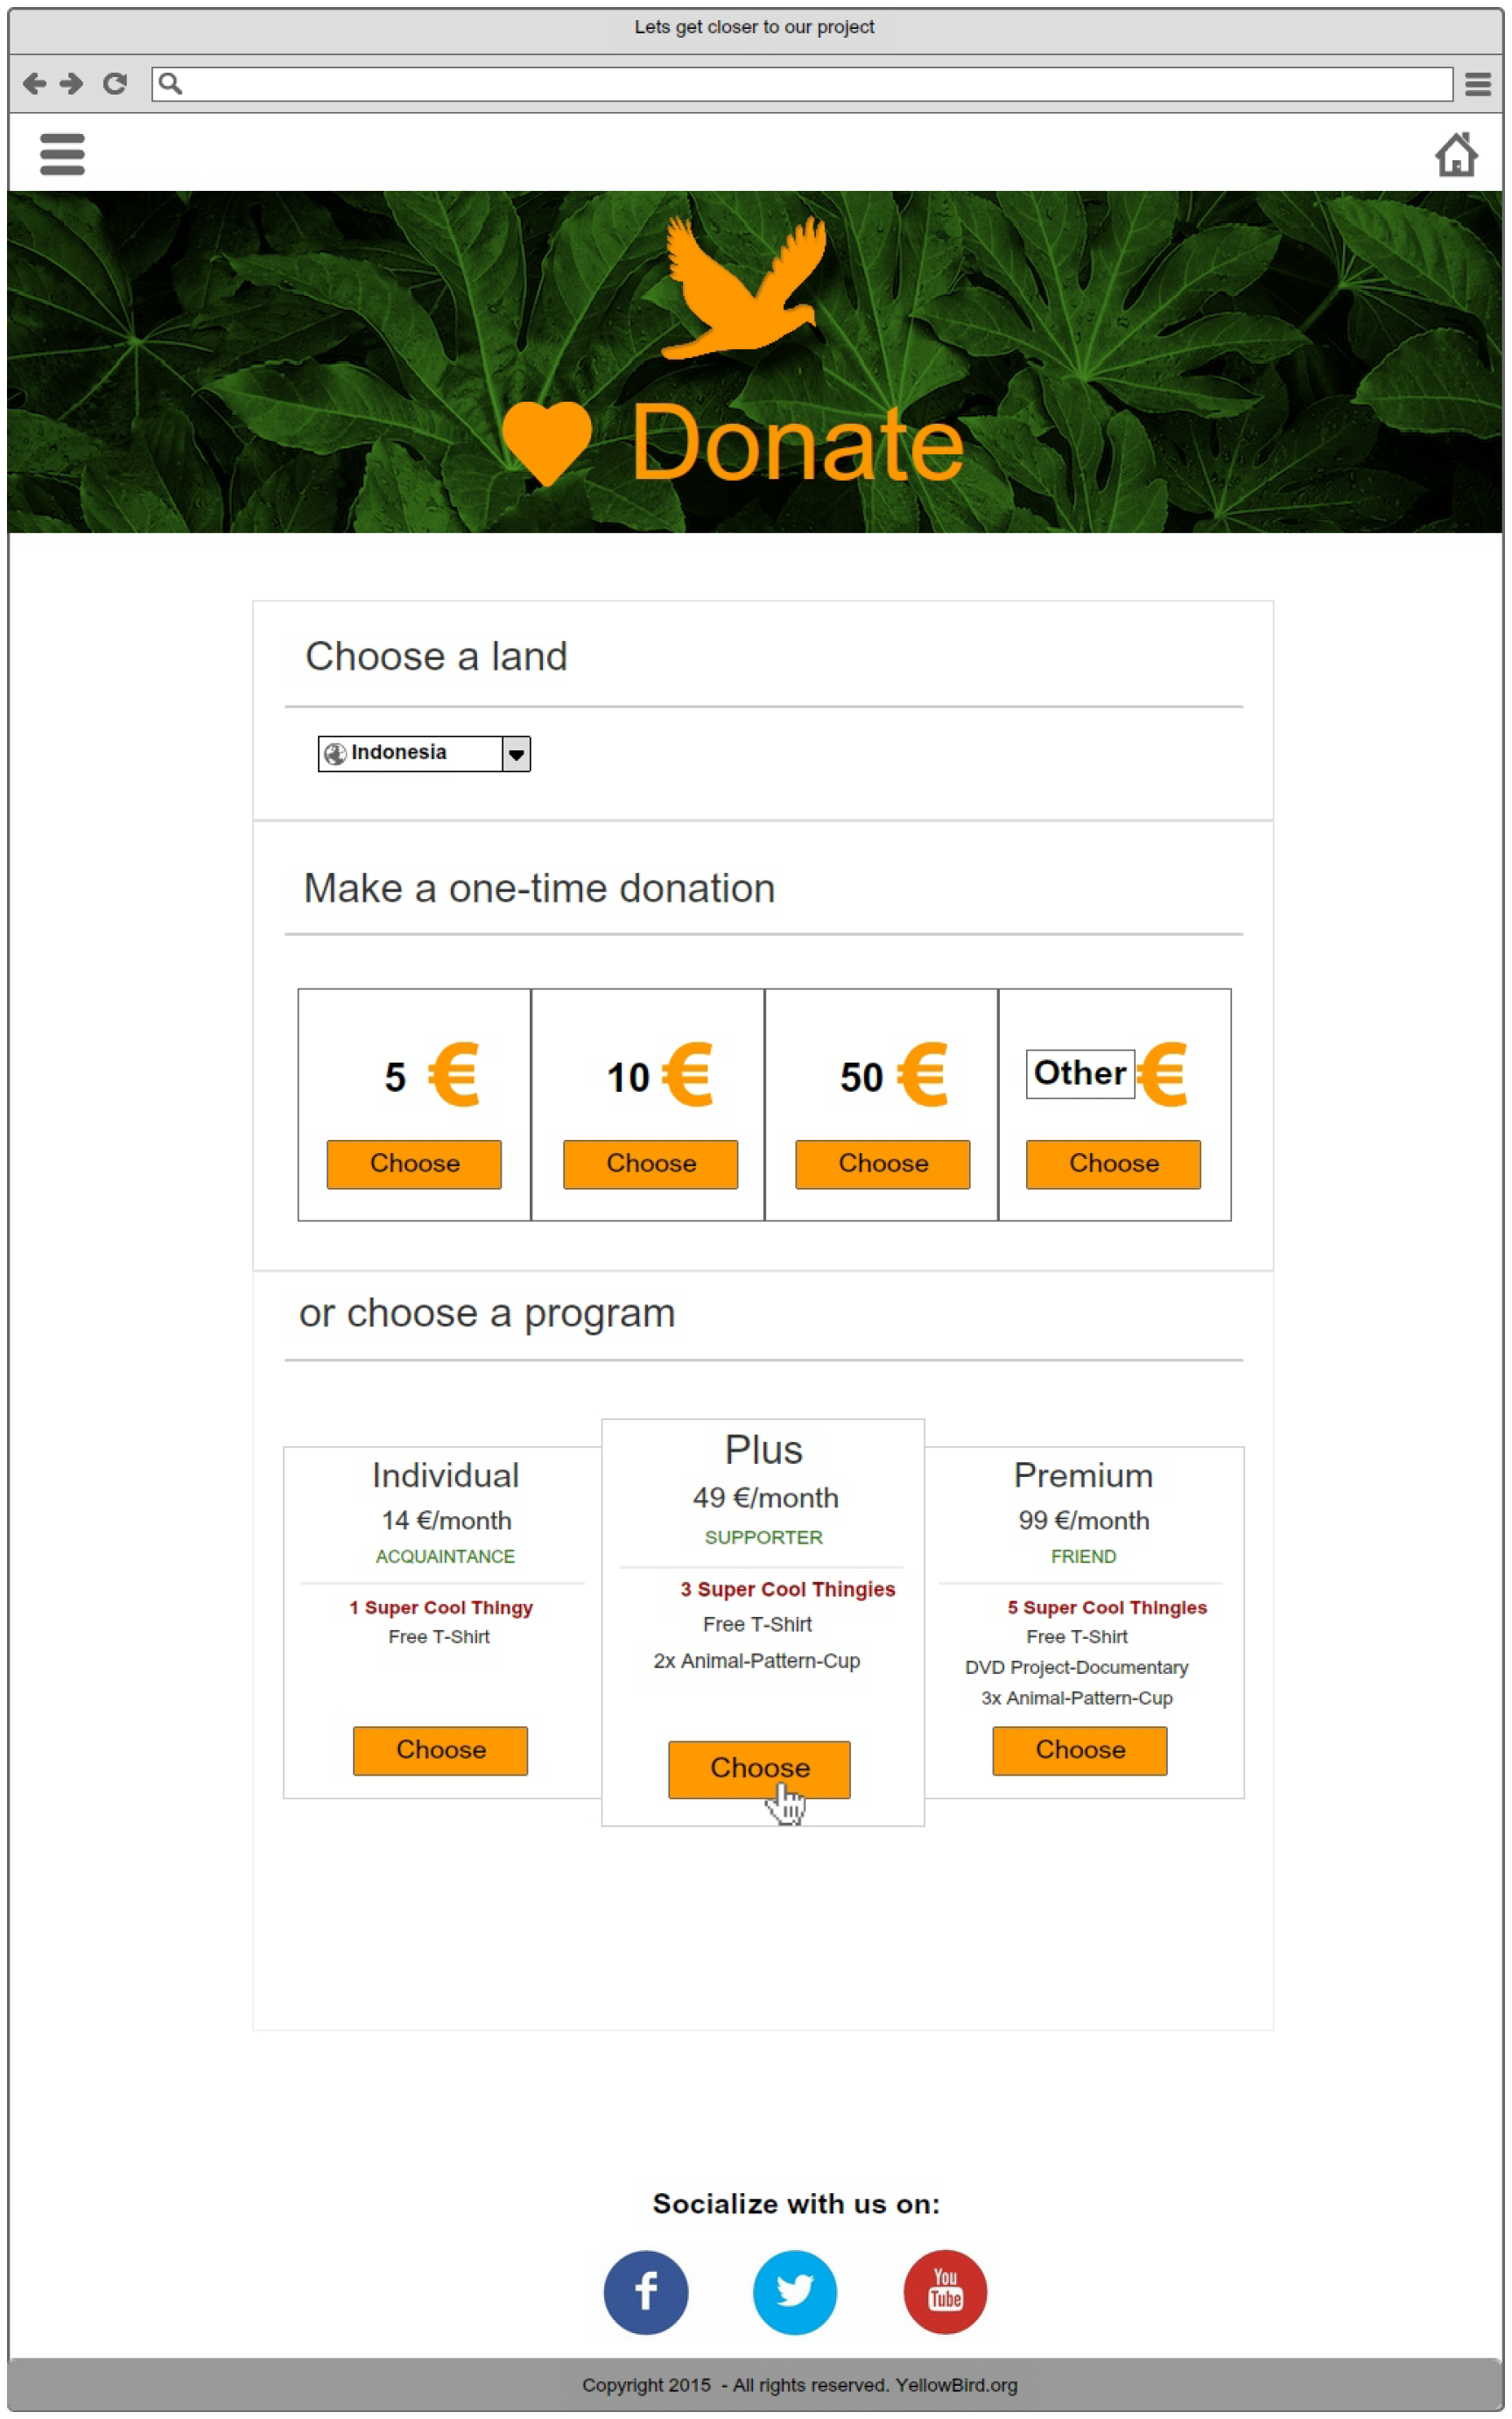 Lets get closer to our project
Donate
Choose a land
Indonesia
Make a one-time donation
5 €
10 €
50 €
Other €
Choose
Choose
Choose
Choose
or choose a program
Individual
14 €/month
ACQUAINTANCE
1 Super Cool Thingy
Free T-Shirt
Choose
Plus
49 €/month
SUPPORTER
3 Super Cool Thingies
Free T-Shirt
2x Animal-Pattern-Cup
Choose
Premium
99 €/month
FRIEND
5 Super Cool Thingies
Free T-Shirt
DVD Project-Documentary
3x Animal-Pattern-Cup
Choose
Socialize with us on:
f
You
Tube
Copyright 2015 - All rights reserved. YellowBird.org